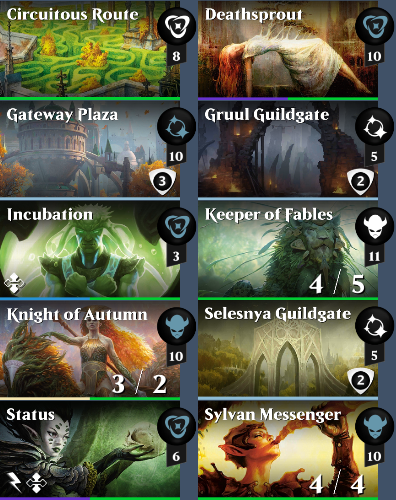 Circuitous Route
8
Deathsprout
10
Gateway Plaza
10
3
Gruul Guildgate
5
2
Incubation
3
Keeper of Fables
11
4 / 5
Knight of Autumn
10
3 / 2
Selesnya Guildgate
5
2
Status
6
Sylvan Messenger
10
4 / 4